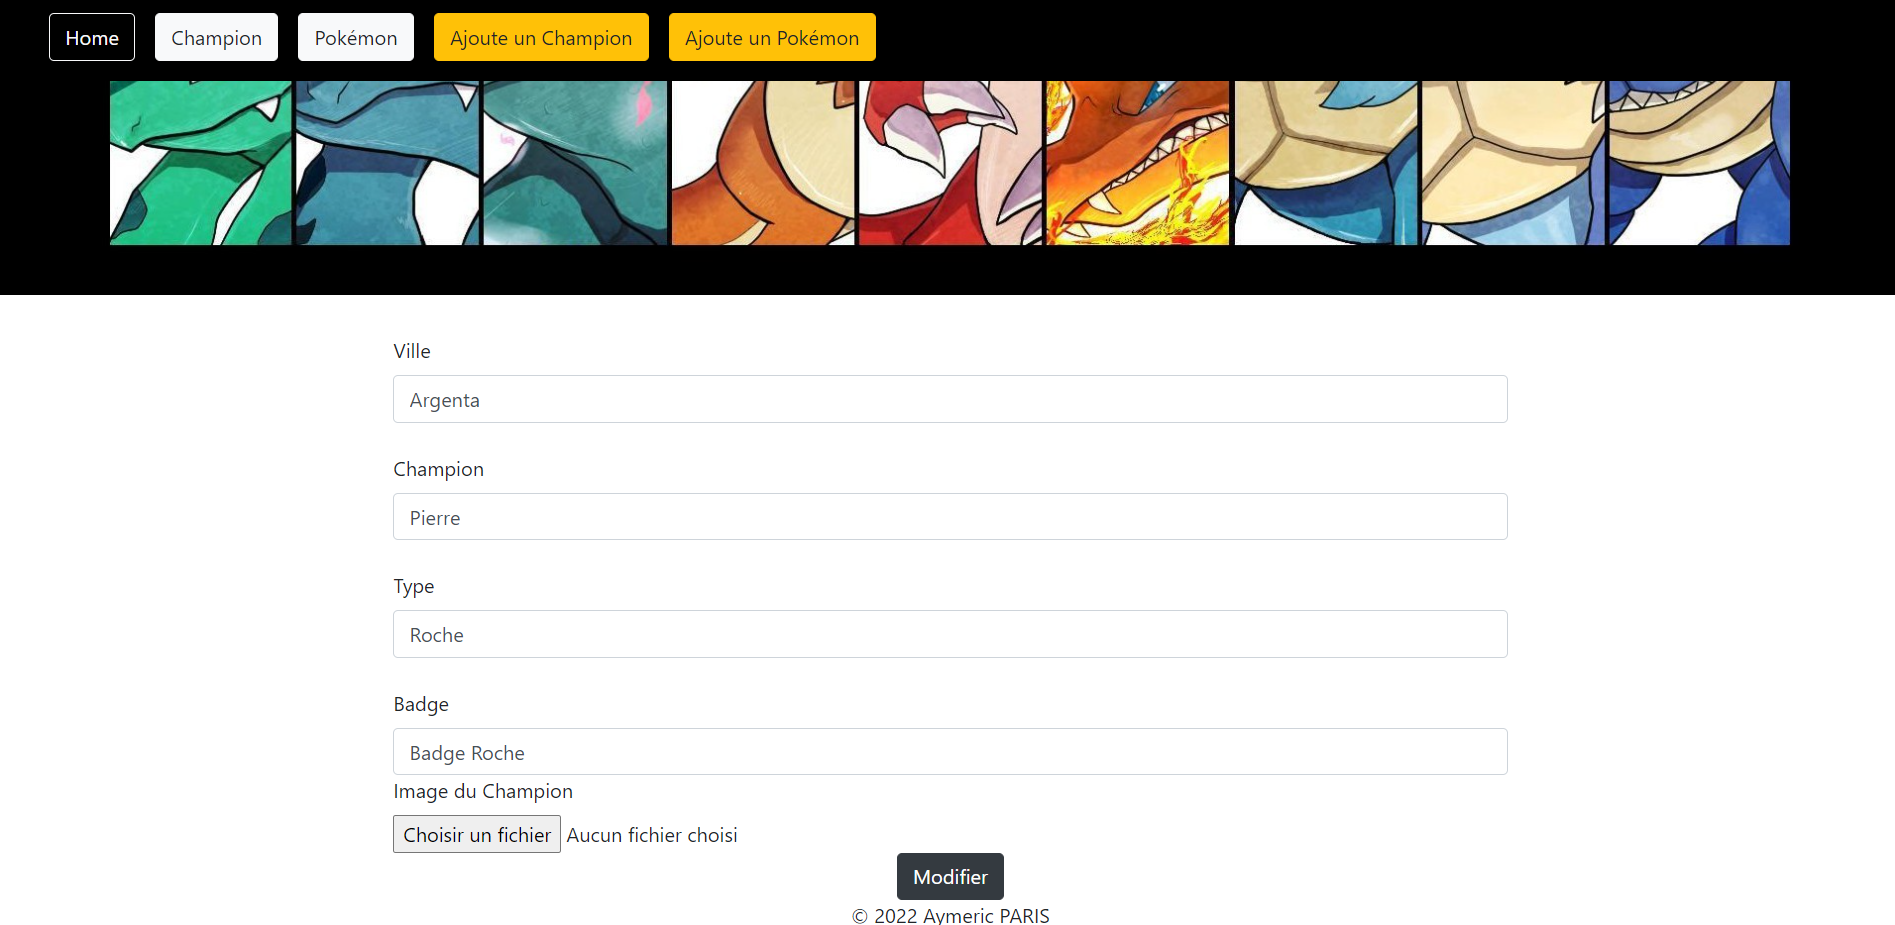 Home Champion Pokémon Ajoute un Champion Ajoute un Pokémon
Ville
Argenta
Champion
Pierre
Type
Roche
Badge
Badge Roche
Image du Champion
Choisir un fichier Aucun fichier choisi
Modifier
© 2022 Aymeric PARIS